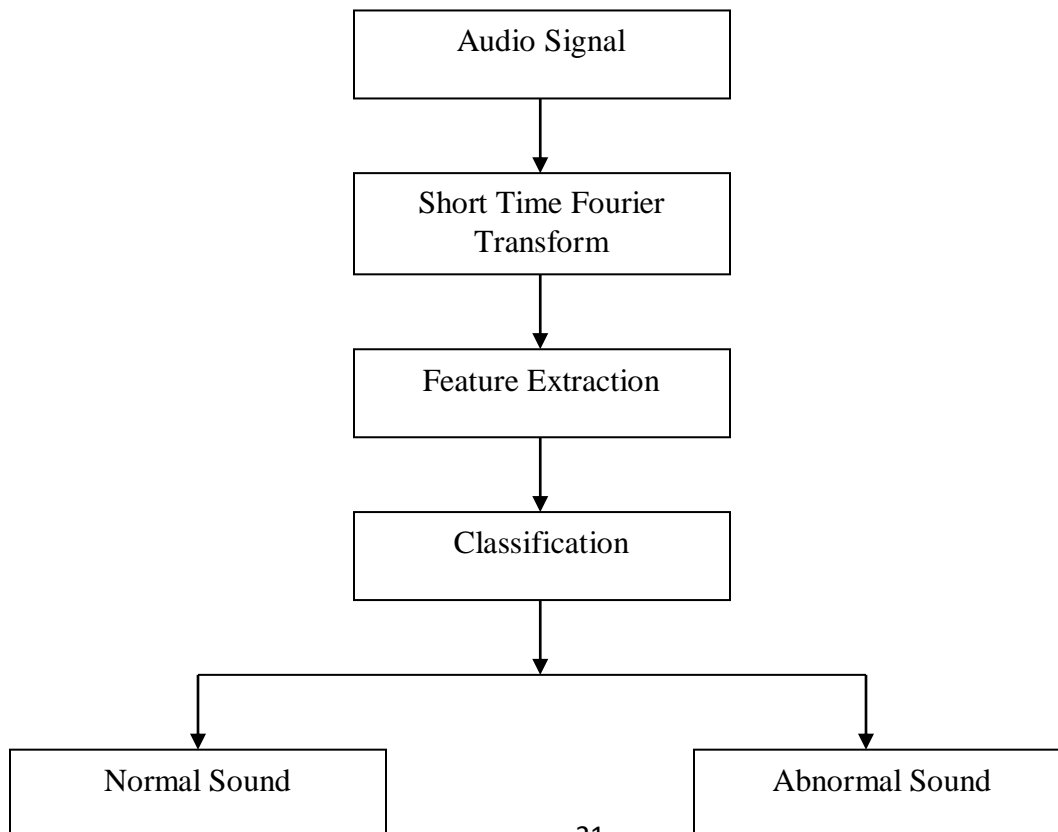 Audio Signal
Short Time Fourier
Transform
Feature Extraction
Classification
Normal Sound
Abnormal Sound